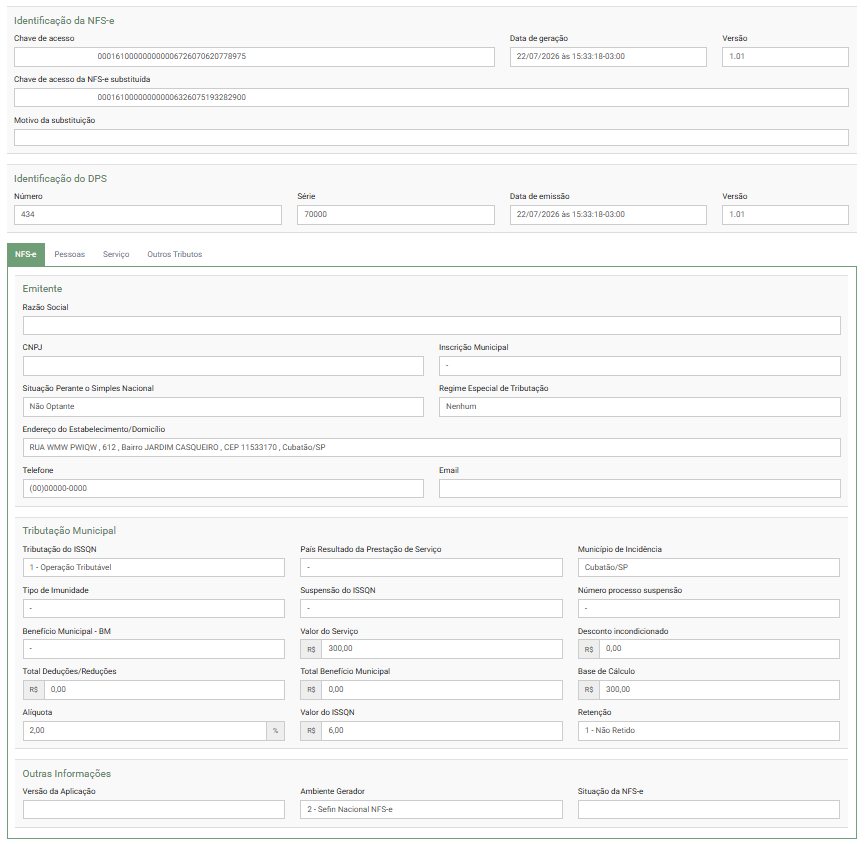 Identificação da NFS-e
Chave de acesso Data de geração Versão
00016100000000000672607062077897​5 22/07/2026 às 15:33:18-03:00 1.01
Chave de acesso da NFS-e substituída
00016100000000000632607519328290​0
Motivo da substituição
Identificação do DPS
Número Série Data de emissão Versão
434 70000 22/07/2026 às 15:33:18-03:00 1.01
NFS-e Pessoas Serviço Outros Tributos
Emitente
Razão Social
CNPJ Inscrição Municipal
-
Situação Perante o Simples Nacional Regime Especial de Tributação
Não Optante Nenhum
Endereço do Estabelecimento/Domicílio
RUA WMW PWIQW , 612 , Bairro JARDIM CASQUEIRO , CEP 11533170 , Cubatão/SP
Telefone Email
(00)00000-0000
Tributação Municipal
Tributação do ISSQN País Resultado da Prestação de Serviço Município de Incidência
1 - Operação Tributável - Cubatão/SP
Tipo de Imunidade Suspensão do ISSQN Número processo suspensão
- - -
Benefício Municipal - BM Valor do Serviço Desconto incondicionado
- R$ 300,00 R$ 0,00
Total Deduções/Reduções Total Benefício Municipal Base de Cálculo
R$ 0,00 R$ 0,00 R$ 300,00
Alíquota Valor do ISSQN Retenção
2,00 % R$ 6,00 1 - Não Retido
Outras Informações
Versão da Aplicação Ambiente Gerador Situação da NFS-e
2 - Sefin Nacional NFS-e